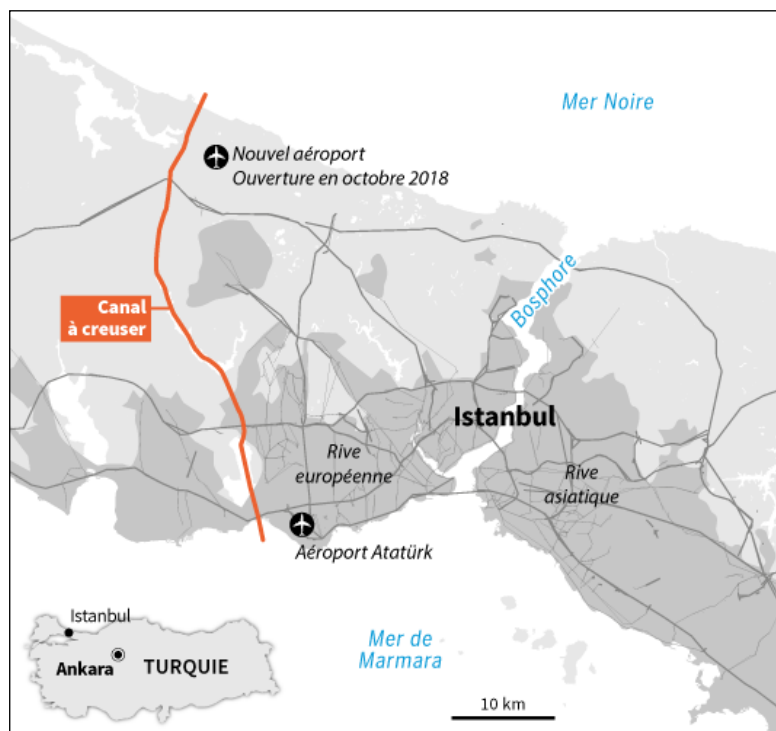 Mer Noire
Nouvel aéroport
Ouverture en octobre 2018
Bosphore
Canal
à creuser
Istanbul
Rive
européenne
Rive
asiatique
Aéroport Atatürk
Istanbul
Ankara
TURQUIE
Mer de
Marmara
10 km